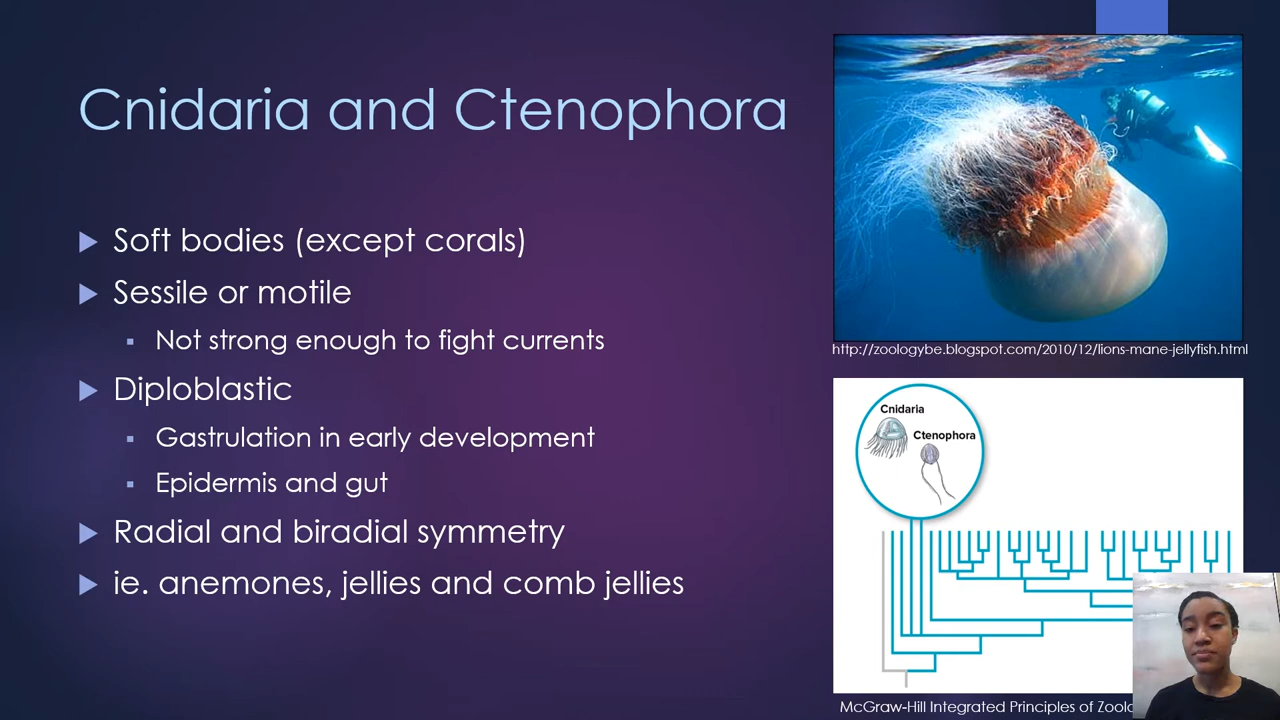 Cnidaria and Ctenophora
Soft bodies (except corals)
Sessile or motile
Not strong enough to fight currents
Diploblastic
Gastrulation in early development
Epidermis and gut
Radial and biradial symmetry
ie. anemones, jellies and comb jellies
http://zoologybe.blogspot.com/2010/12/lions-mane-jellyfish.html
Cnidaria
Ctenophora
McGraw-Hill Integrated Principles of